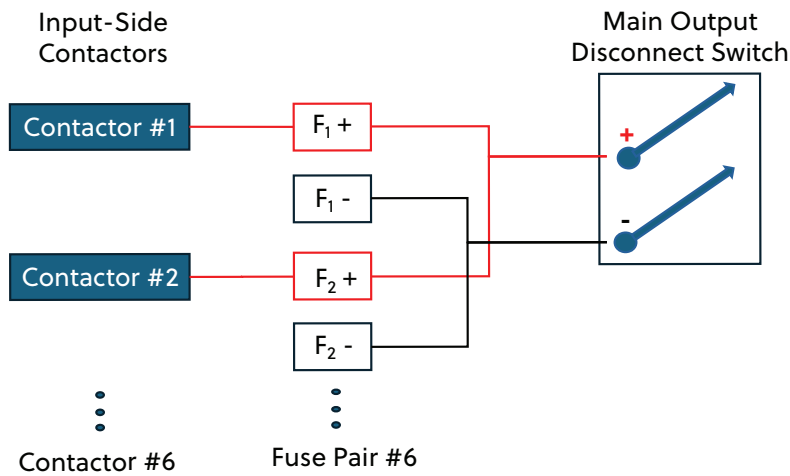 Input-Side
Contactors
Main Output
Disconnect Switch
Contactor #1
F₁ +
+
F₁ -
-
Contactor #2
F₂ +
F₂ -
Contactor #6
Fuse Pair #6